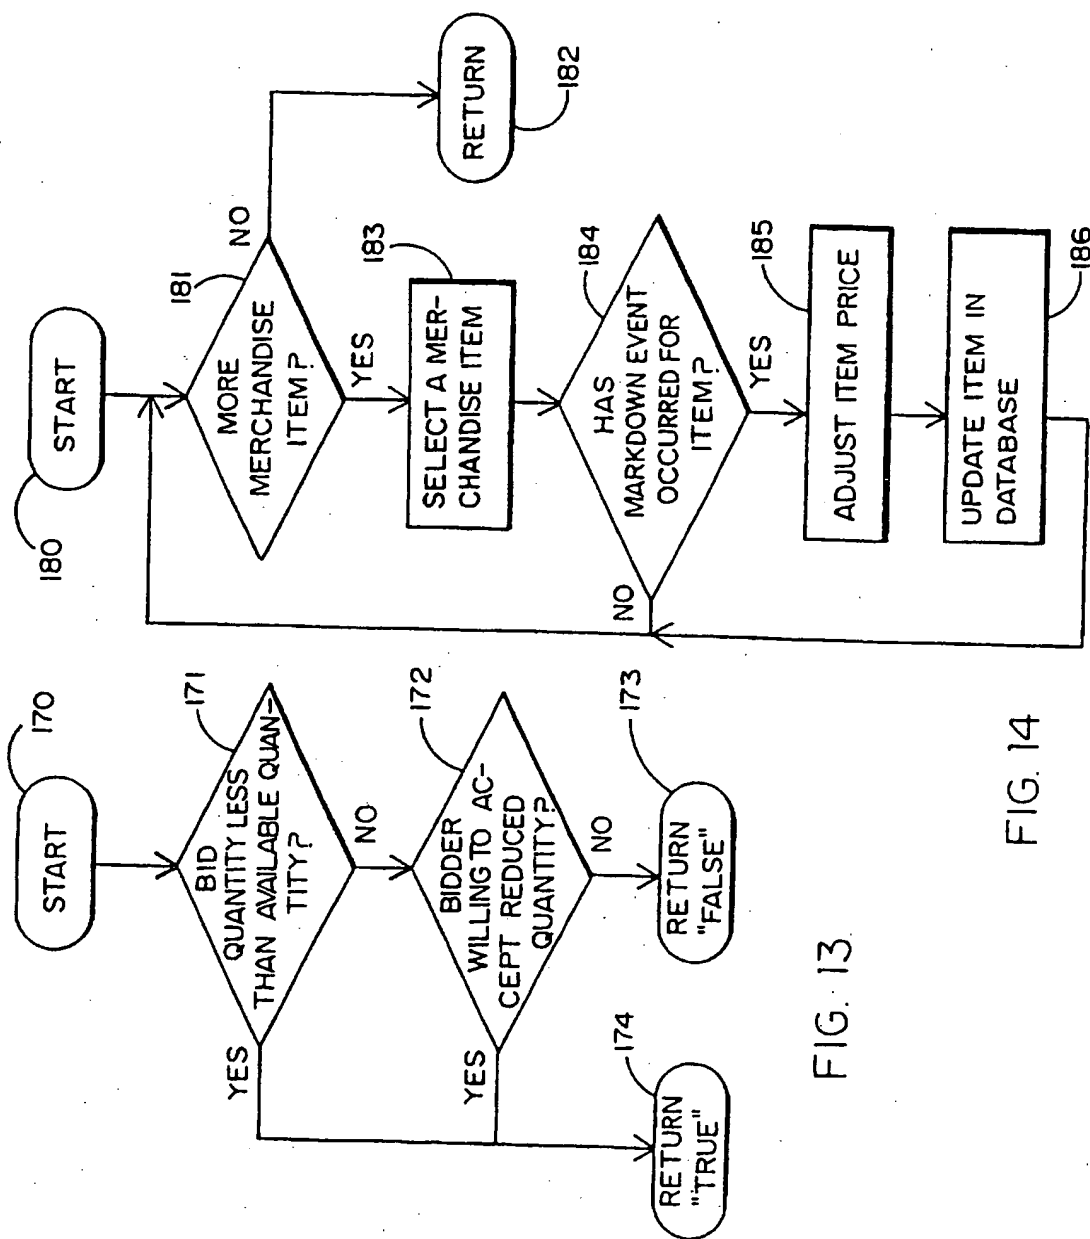 170
START
171
BID
QUANTITY LESS
THAN AVAILABLE QUAN-
TITY?
YES
NO
172
BIDDER
WILLING TO AC-
CEPT REDUCED
QUANTITY?
YES
NO
174
RETURN
"TRUE"
173
RETURN
"FALSE"
FIG. 13
180
START
181
MORE
MERCHANDISE
ITEM?
NO
YES
RETURN
182
183
SELECT A MER-
CHANDISE ITEM
184
HAS
MARKDOWN EVENT
OCCURRED FOR
ITEM?
NO
YES
185
ADJUST ITEM PRICE
UPDATE ITEM IN
DATABASE
186
FIG. 14